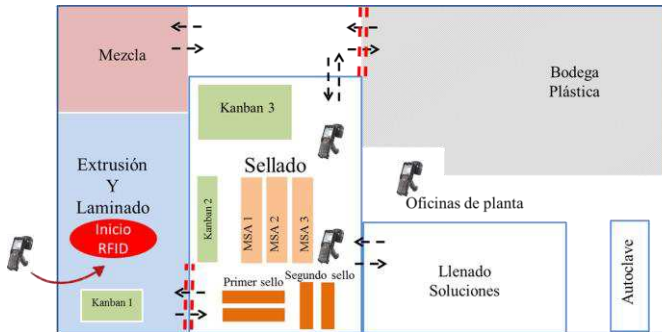 Mezcla
Bodega
Plástica
Kanban 3
Extrusión
Y
Laminado
Sellado
Inicio
RFID
Kanban 2
MSA 1
MSA 2
MSA 3
Oficinas de planta
Kanban 1
Primer sello
Segundo sello
Llenado
Soluciones
Autoclave